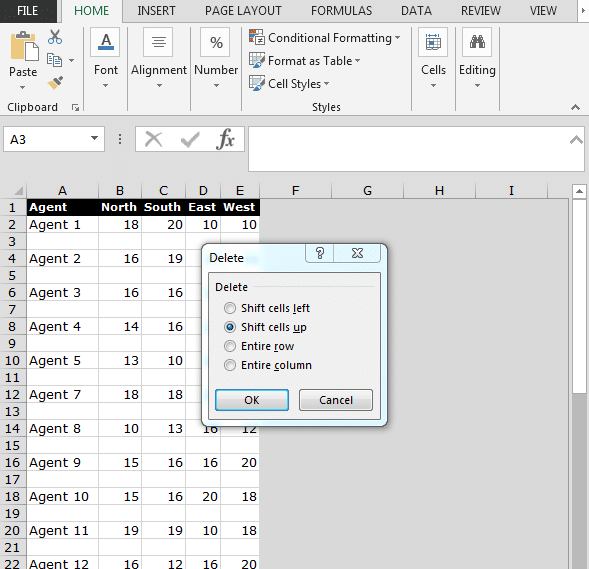 FILE HOME INSERT PAGE LAYOUT FORMULAS DATA REVIEW VIEW
Paste
Font
Alignment
%
Number
Conditional Formatting
Format as Table
Cell Styles
Cells
Editing
Clipboard
Styles
A3
fx
A B C D E F G H I
1 Agent North South East West
2 Agent 1 18 20 10 10
3
4 Agent 2 16 19
5
6 Agent 3 16 16
7
8 Agent 4 14 16
9
10 Agent 5 13 10
11
12 Agent 7 18 18
13
14 Agent 8 10 13 16 12
15
16 Agent 9 15 16 16 20
17
18 Agent 10 15 16 20 18
19
20 Agent 11 19 19 10 18
21
22 Agent 12 16 12 16 20
Delete
?
Delete
Shift cells left
Shift cells up
Entire row
Entire column
OK Cancel